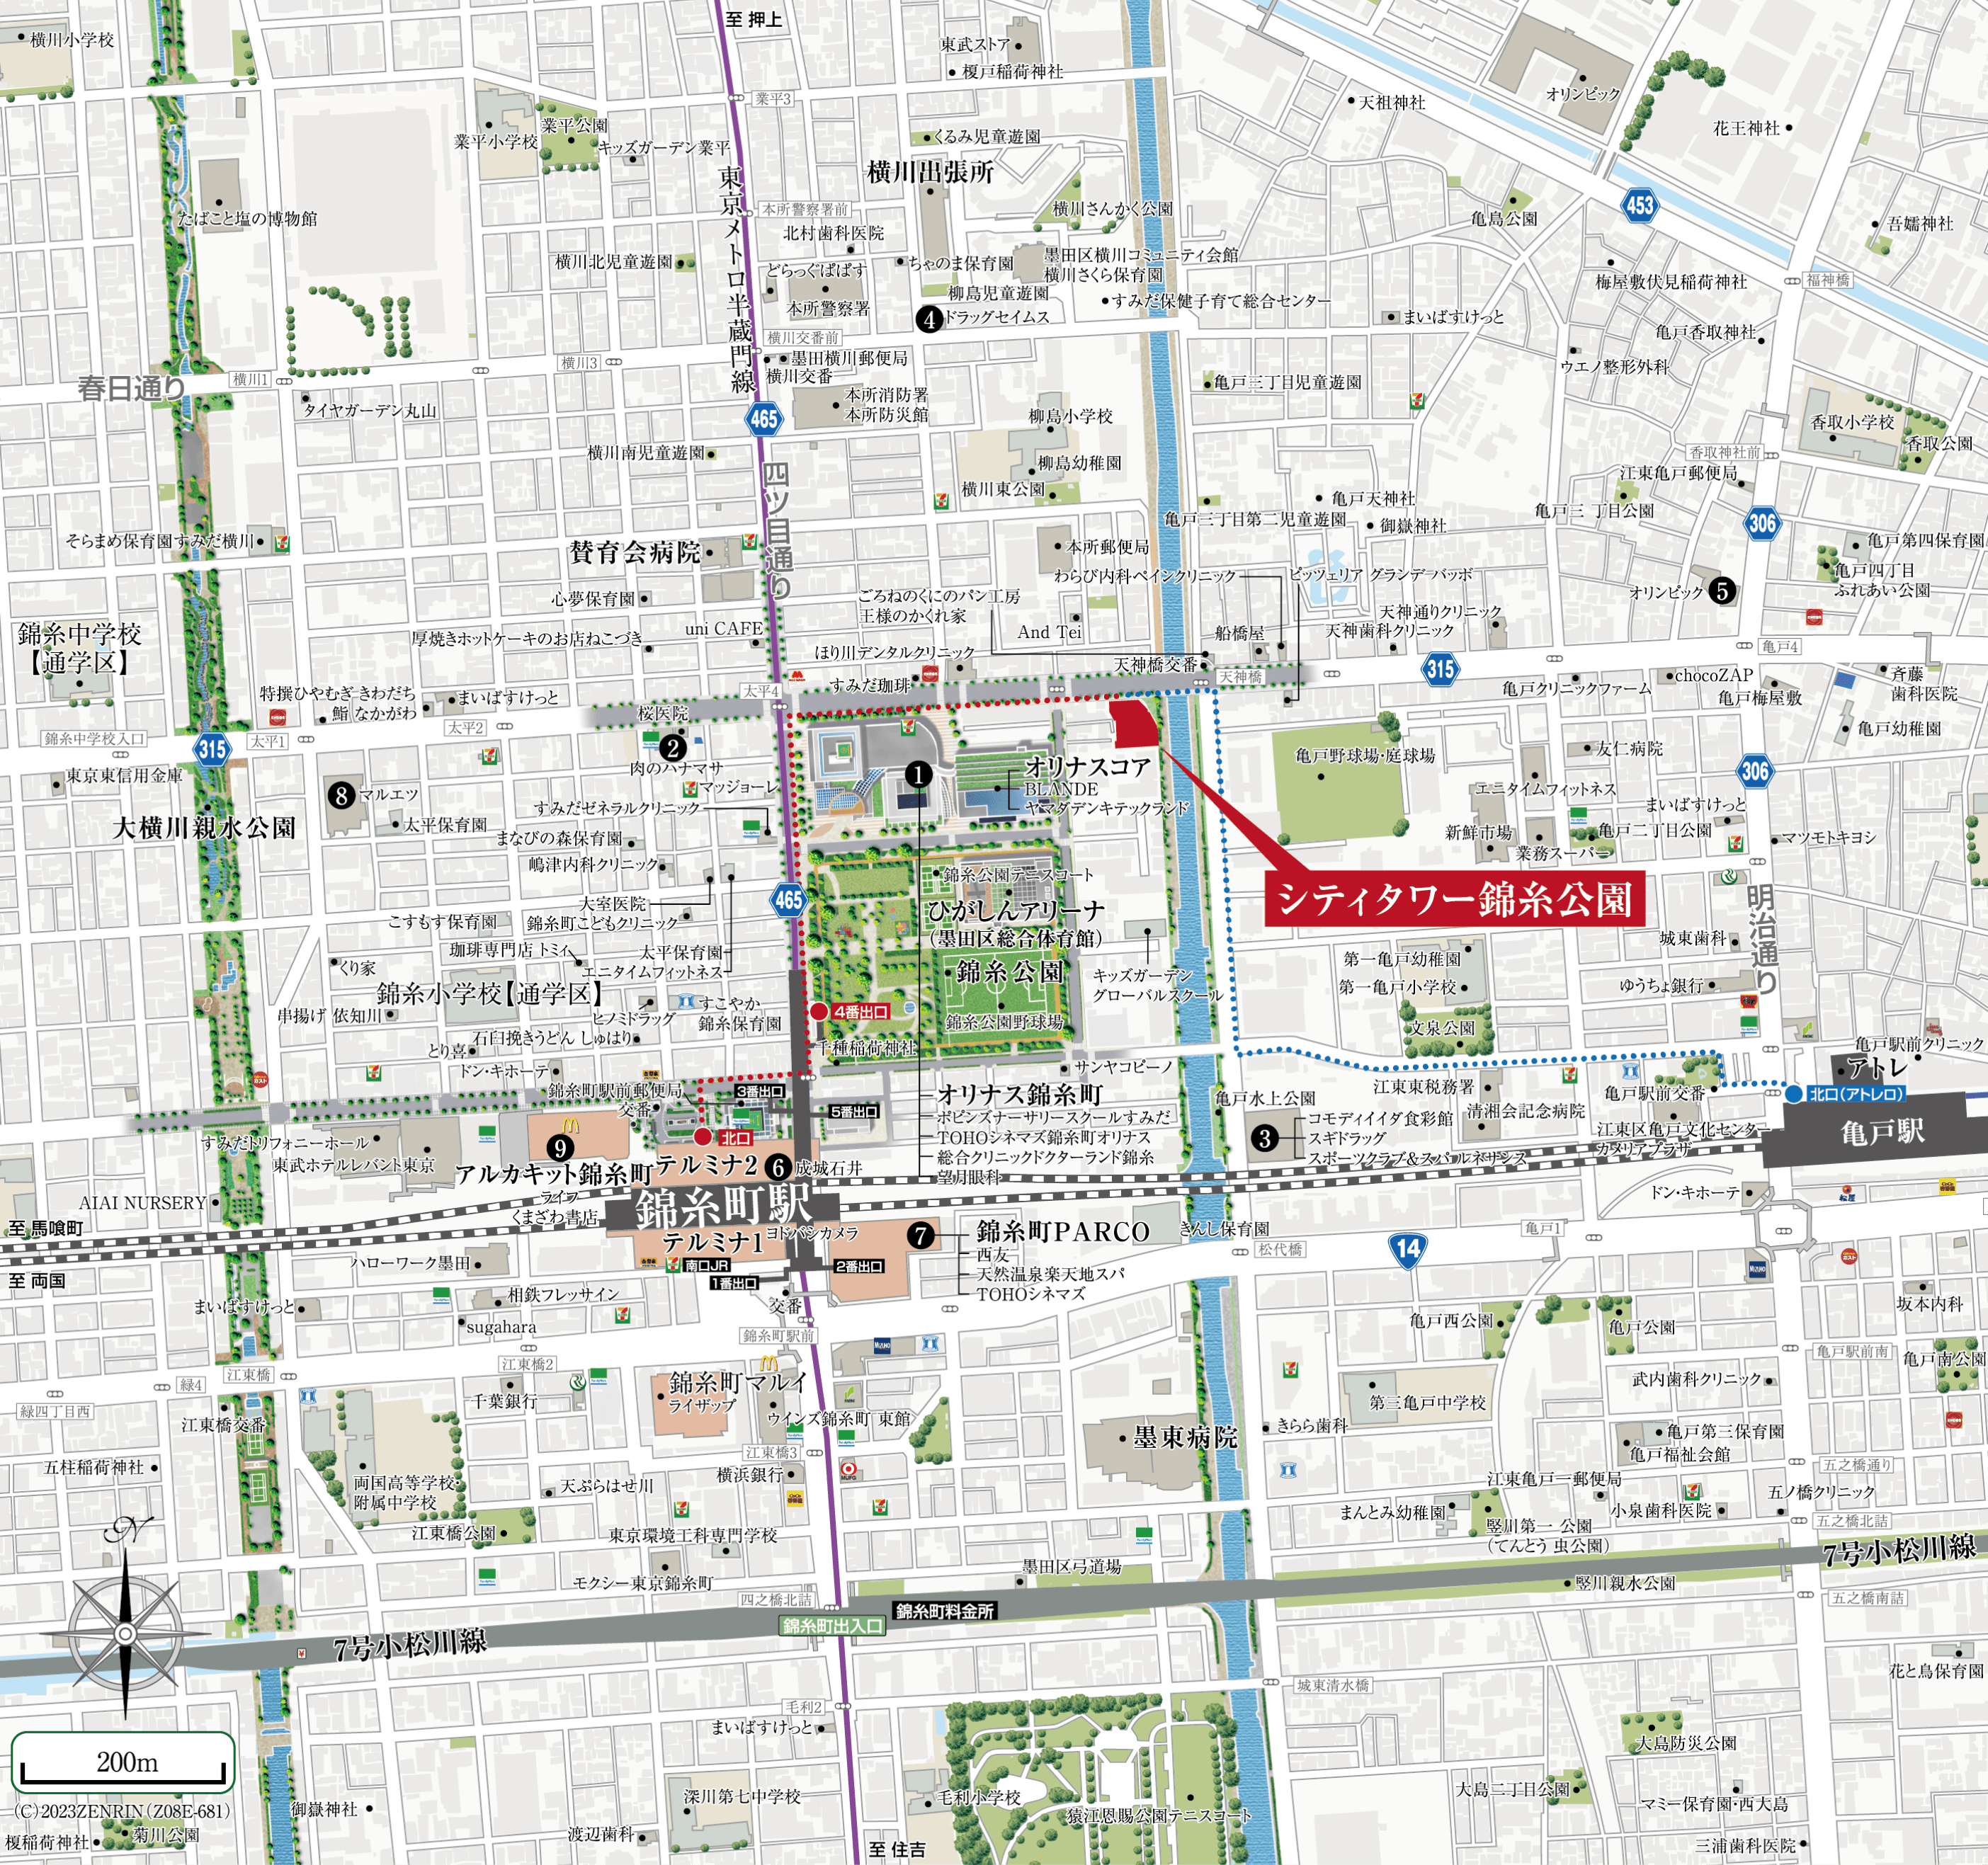 至 押上
横川小学校
東武ストア
榎戸稲荷神社
業平3
オリンピック
天祖神社
花王神社
業平公園
業平小学校
キッズガーデン業平
くるみ児童遊園
横川出張所
453
たばこと塩の博物館
東京メトロ半蔵門線
本所警察署前
横川さんかく公園
亀島公園
吾嬬神社
北村歯科医院
横川北児童遊園
どらっぐぱぱす
ちゃのま保育園
墨田区横川コミュニティ会館
横川さくら保育園
梅屋敷伏見稲荷神社
福神橋
本所警察署
柳島児童遊園
すみだ保健子育て総合センター
4
ドラッグセイムス
まいばすけっと
亀戸香取神社
横川交番前
春日通り
横川1
横川3
墨田横川郵便局
横川交番
ウエノ整形外科
タイヤガーデン丸山
本所消防署
本所防災館
亀戸三丁目児童遊園
465
柳島小学校
香取小学校
香取公園
横川南児童遊園
四ツ目通り
柳島幼稚園
香取神社前
江東亀戸郵便局
横川東公園
亀戸天神社
亀戸三丁目第二児童遊園
御嶽神社
亀戸三丁目公園
306
そらまめ保育園すみだ横川
賛育会病院
本所郵便局
亀戸第四保育園
わらび内科ペインクリニック
ピッツェリア グランデ・バッボ
亀戸四丁目
ふれあい公園
心夢保育園
ごろねのくにのパン工房
王様のかくれ家
オリンピック
5
錦糸中学校
【通学区】
厚焼きホットケーキのお店ねこづき
uni CAFE
And Tei
船橋屋
天神通りクリニック
天神歯科クリニック
亀戸4
ほり川デンタルクリニック
天神橋交番
天神橋
315
すみだ珈琲
太平4
特撰ひやむぎ きわだち
鮨 なかがわ
まいばすけっと
太平2
桜医院
亀戸クリニックファーム
chocoZAP
亀戸梅屋敷
斉藤
歯科医院
亀戸幼稚園
錦糸中学校入口
315
太平1
2
肉のハナマサ
東京東信用金庫
亀戸野球場・庭球場
友仁病院
306
8
マルエツ
マッジョーレ
1
オリナスコア
BLANDE
ヤマダデンキテックランド
エニタイムフィットネス
まいばすけっと
大横川親水公園
太平保育園
すみだゼネラルクリニック
まなびの森保育園
新鮮市場
業務スーパー
亀戸二丁目公園
マツモトキヨシ
嶋津内科クリニック
錦糸公園テニスコート
大室医院
465
シティタワー錦糸公園
明治通り
こすもす保育園
錦糸町こどもクリニック
ひがしんアリーナ
（墨田区総合体育館）
珈琲専門店 トミィ
太平保育園
エニタイムフィットネス
城東歯科
くり家
錦糸公園
キッズガーデン
グローバルスクール
第一亀戸幼稚園
第一亀戸小学校
ゆうちょ銀行
錦糸小学校【通学区】
すこやか
錦糸保育園
串揚げ 依知川
ヒノミドラッグ
4番出口
錦糸公園野球場
文泉公園
石臼挽きうどん しゅはり
とり喜
千種稲荷神社
亀戸駅前クリニック
ドン・キホーテ
サンヤコピーノ
アトレ
錦糸町駅前郵便局
交番
3番出口
5番出口
オリナス錦糸町
江東東税務署
亀戸駅前交番
北口（アトレ口）
ポピンズナーサリースクールすみだ
TOHOシネマズ錦糸町オリナス
総合クリニックドクターランド錦糸
望月眼科
亀戸水上公園
3
コモディイイダ食彩館
スギドラッグ
スポーツクラブ&スパ ルネサンス
清湘会記念病院
江東区亀戸文化センター
カメリアプラザ
亀戸駅
すみだトリフォニーホール
東武ホテルレバント東京
9
アルカキット錦糸町
ライフ
くまざわ書店
北口
テルミナ2
6
成城石井
AIAI NURSERY
至 馬喰町
錦糸町駅
テルミナ1
ヨドバシカメラ
7
錦糸町PARCO
西友
天然温泉楽天地スパ
TOHOシネマズ
きんし保育園
松代橋
14
亀戸1
ドン・キホーテ
至 両国
ハローワーク墨田
南口JR
1番出口
2番出口
まいばすけっと
相鉄フレッサイン
sugahara
交番
錦糸町駅前
坂本内科
亀戸西公園
亀戸公園
亀戸駅前南
亀戸南公園
江東橋2
江東橋
緑4
緑四丁目西
千葉銀行
錦糸町マルイ
ライザップ
ウインズ錦糸町 東館
第三亀戸中学校
武内歯科クリニック
江東橋交番
江東橋3
墨東病院
きらら歯科
亀戸第三保育園
亀戸福祉会館
五柱稲荷神社
両国高等学校・
附属中学校
横浜銀行
五之橋通り
天ぷらはせ川
江東橋公園
東京環境工科専門学校
まんとみ幼稚園
江東亀戸一郵便局
小泉歯科医院
五ノ橋クリニック
竪川第一公園
（てんとう虫公園）
五之橋北詰
N
モクシー東京錦糸町
墨田区弓道場
7号小松川線
竪川親水公園
四之橋北詰
錦糸町料金所
錦糸町出入口
五之橋南詰
7号小松川線
花と鳥保育園
城東清水橋
毛利2
まいばすけっと
200m
大島防災公園
深川第七中学校
毛利小学校
猿江恩賜公園テニスコート
大島二丁目公園
マミー保育園・西大島
（C）2023ZENRIN（Z08E-681）
御嶽神社
榎稲荷神社
菊川公園
渡辺歯科
至 住吉
三浦歯科医院